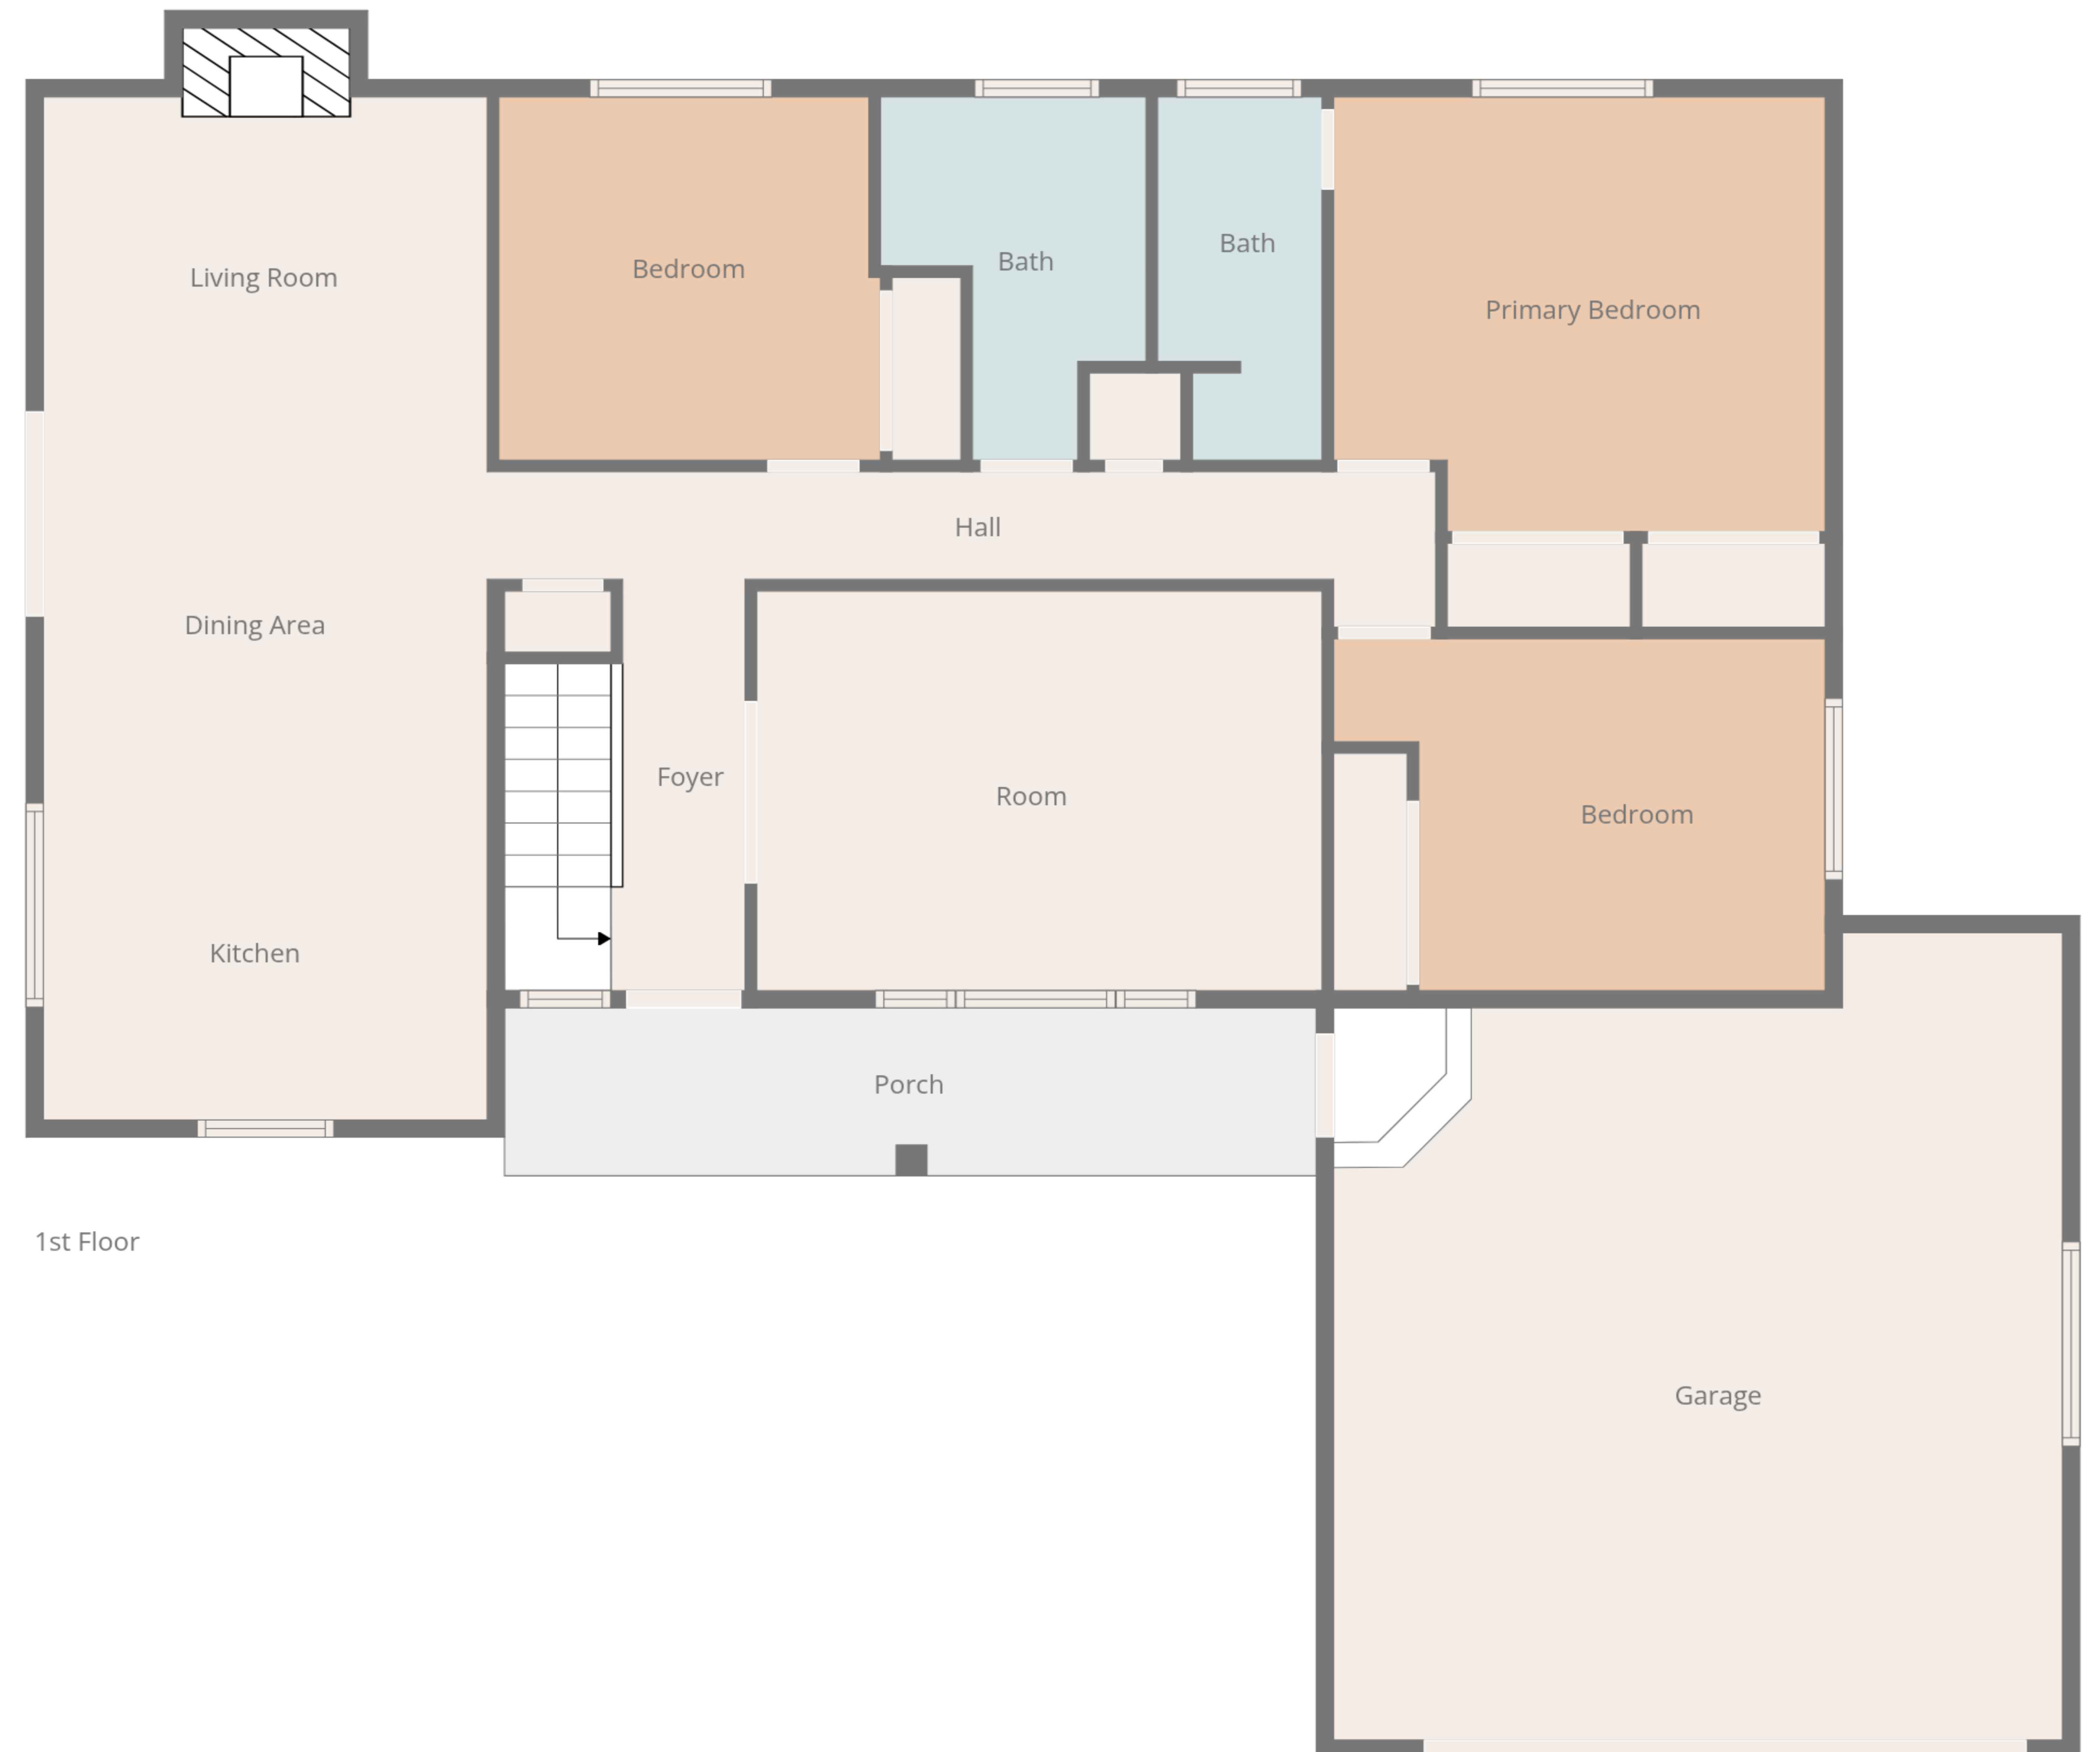 Bath
Bedroom
Bath
Living Room
Primary Bedroom
Hall
Dining Area
Foyer
Room
Bedroom
Kitchen
Porch
1st Floor
Garage